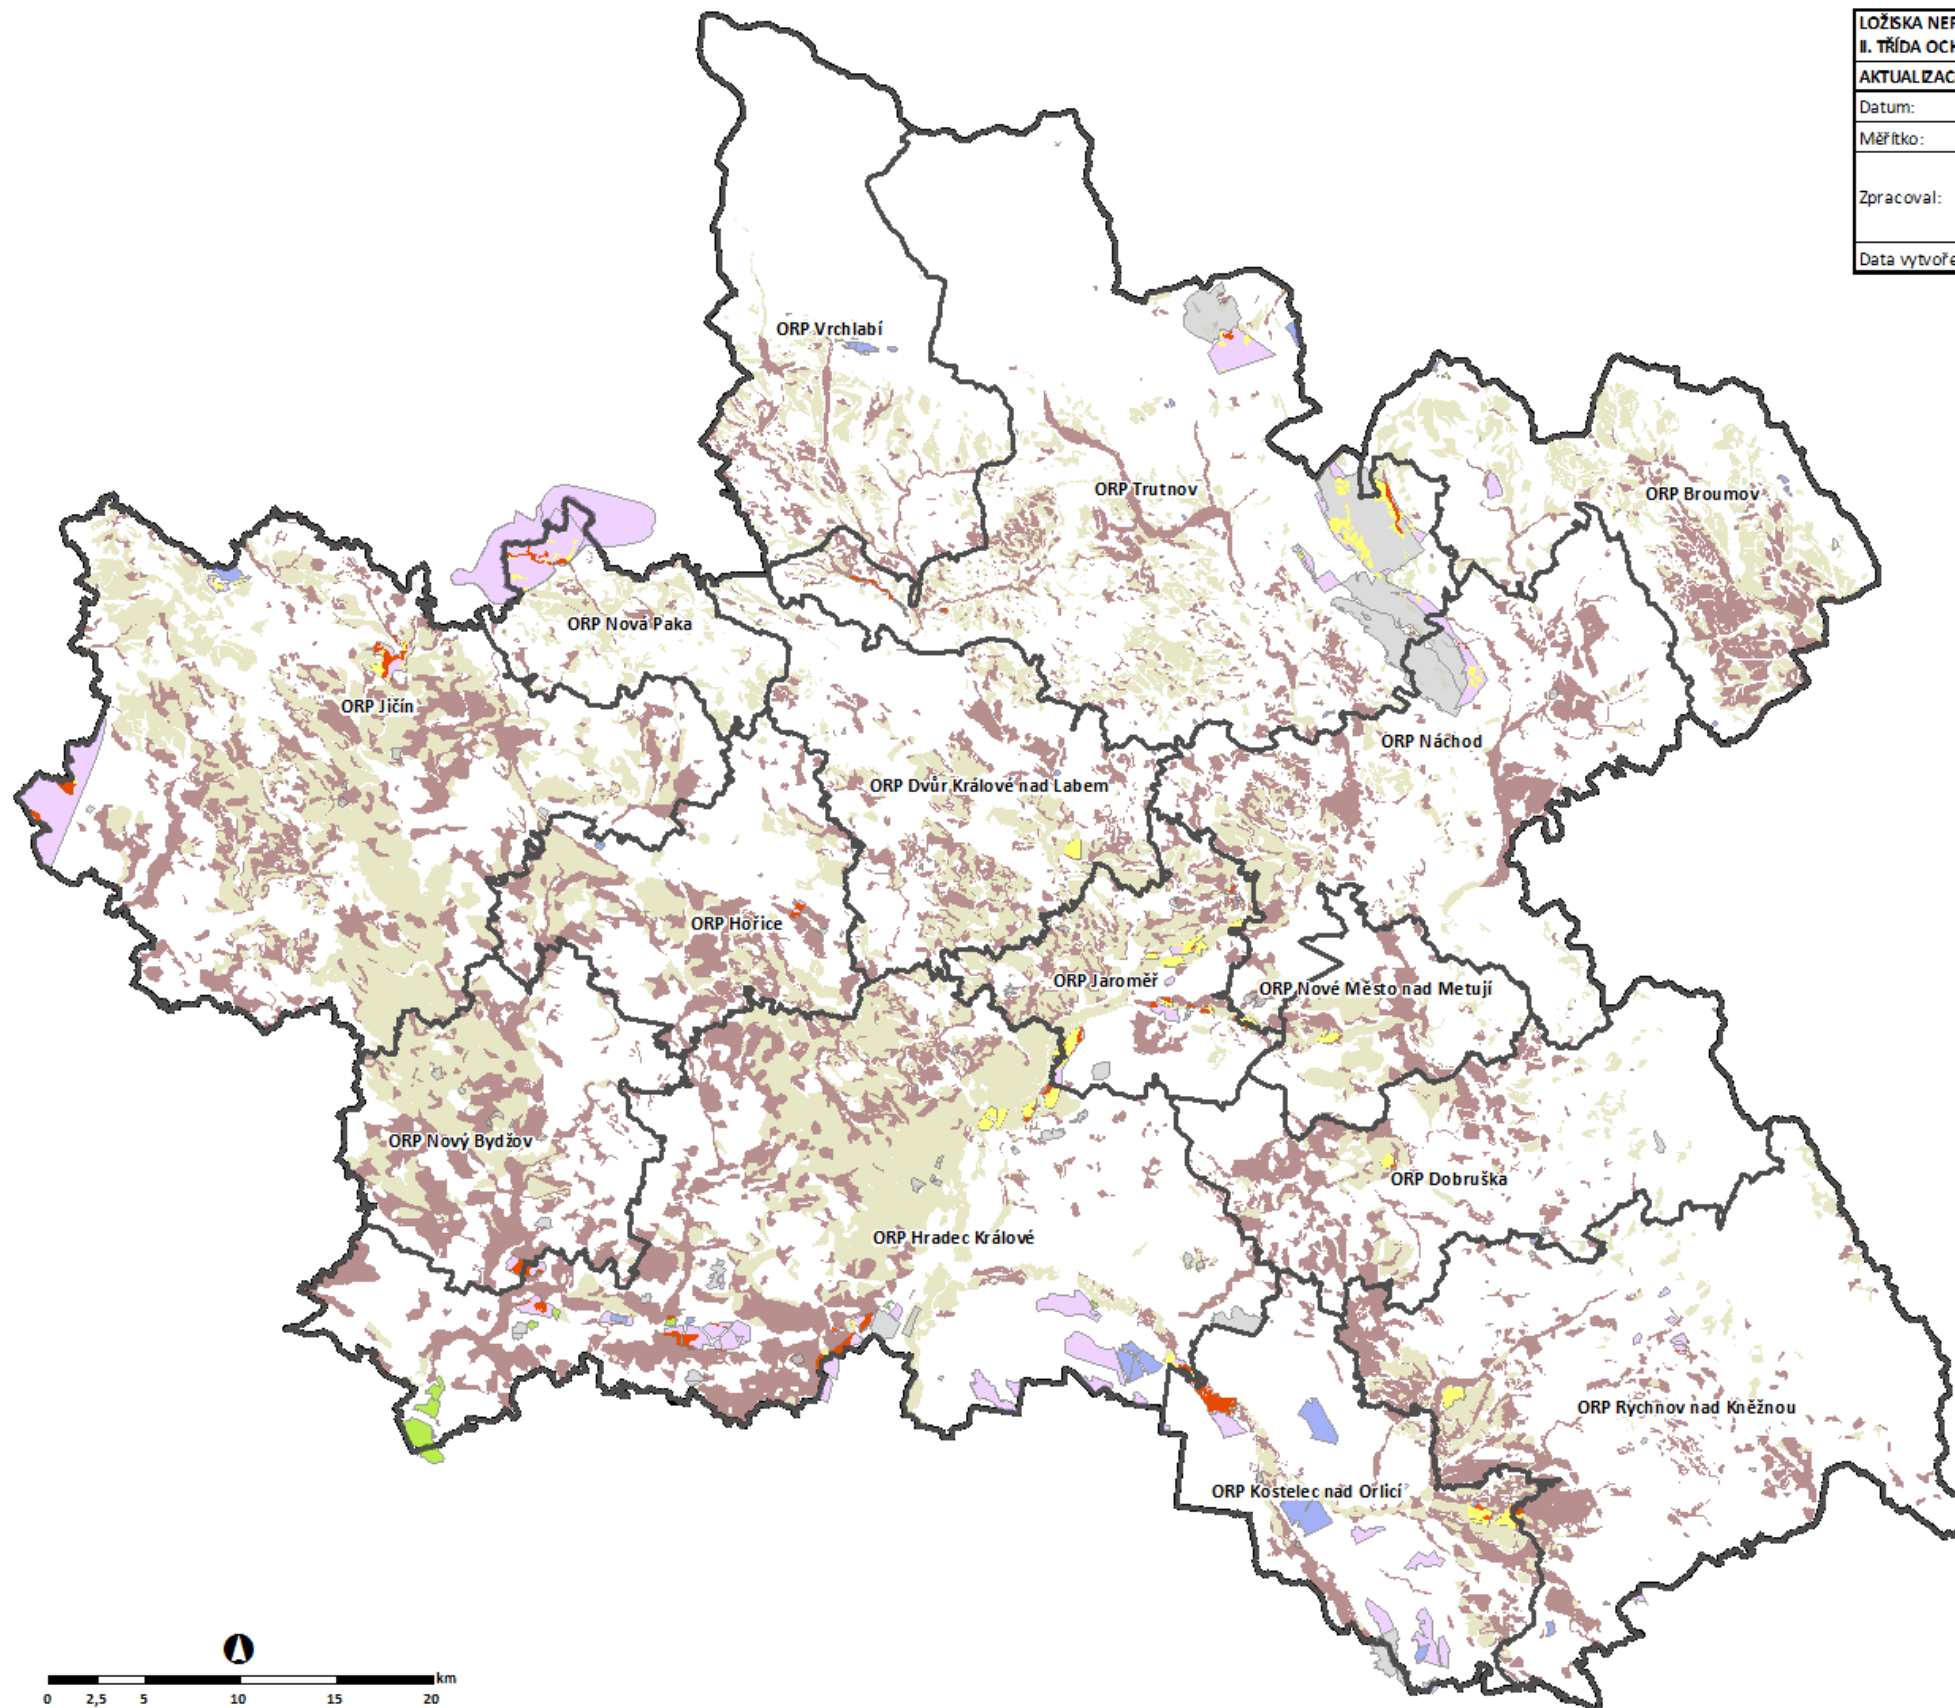 LOŽISKA NER
II. TŘÍDA OCH
AKTUALIZAC
Datum:
Měřítko:
Zpracoval:
Data vytvoře
ORP Vrchlabí
ORP Trutnov
ORP Broumov
ORP Nová Paka
ORP Jičín
ORP Náchod
ORP Dvůr Králové nad Labem
ORP Hořice
ORP Jaroměř
ORP Nové Město nad Metují
ORP Nový Bydžov
ORP Dobruška
ORP Hradec Králové
ORP Rychnov nad Kněžnou
ORP Kostelec nad Orlicí
km
0 2,5 5 10 15 20